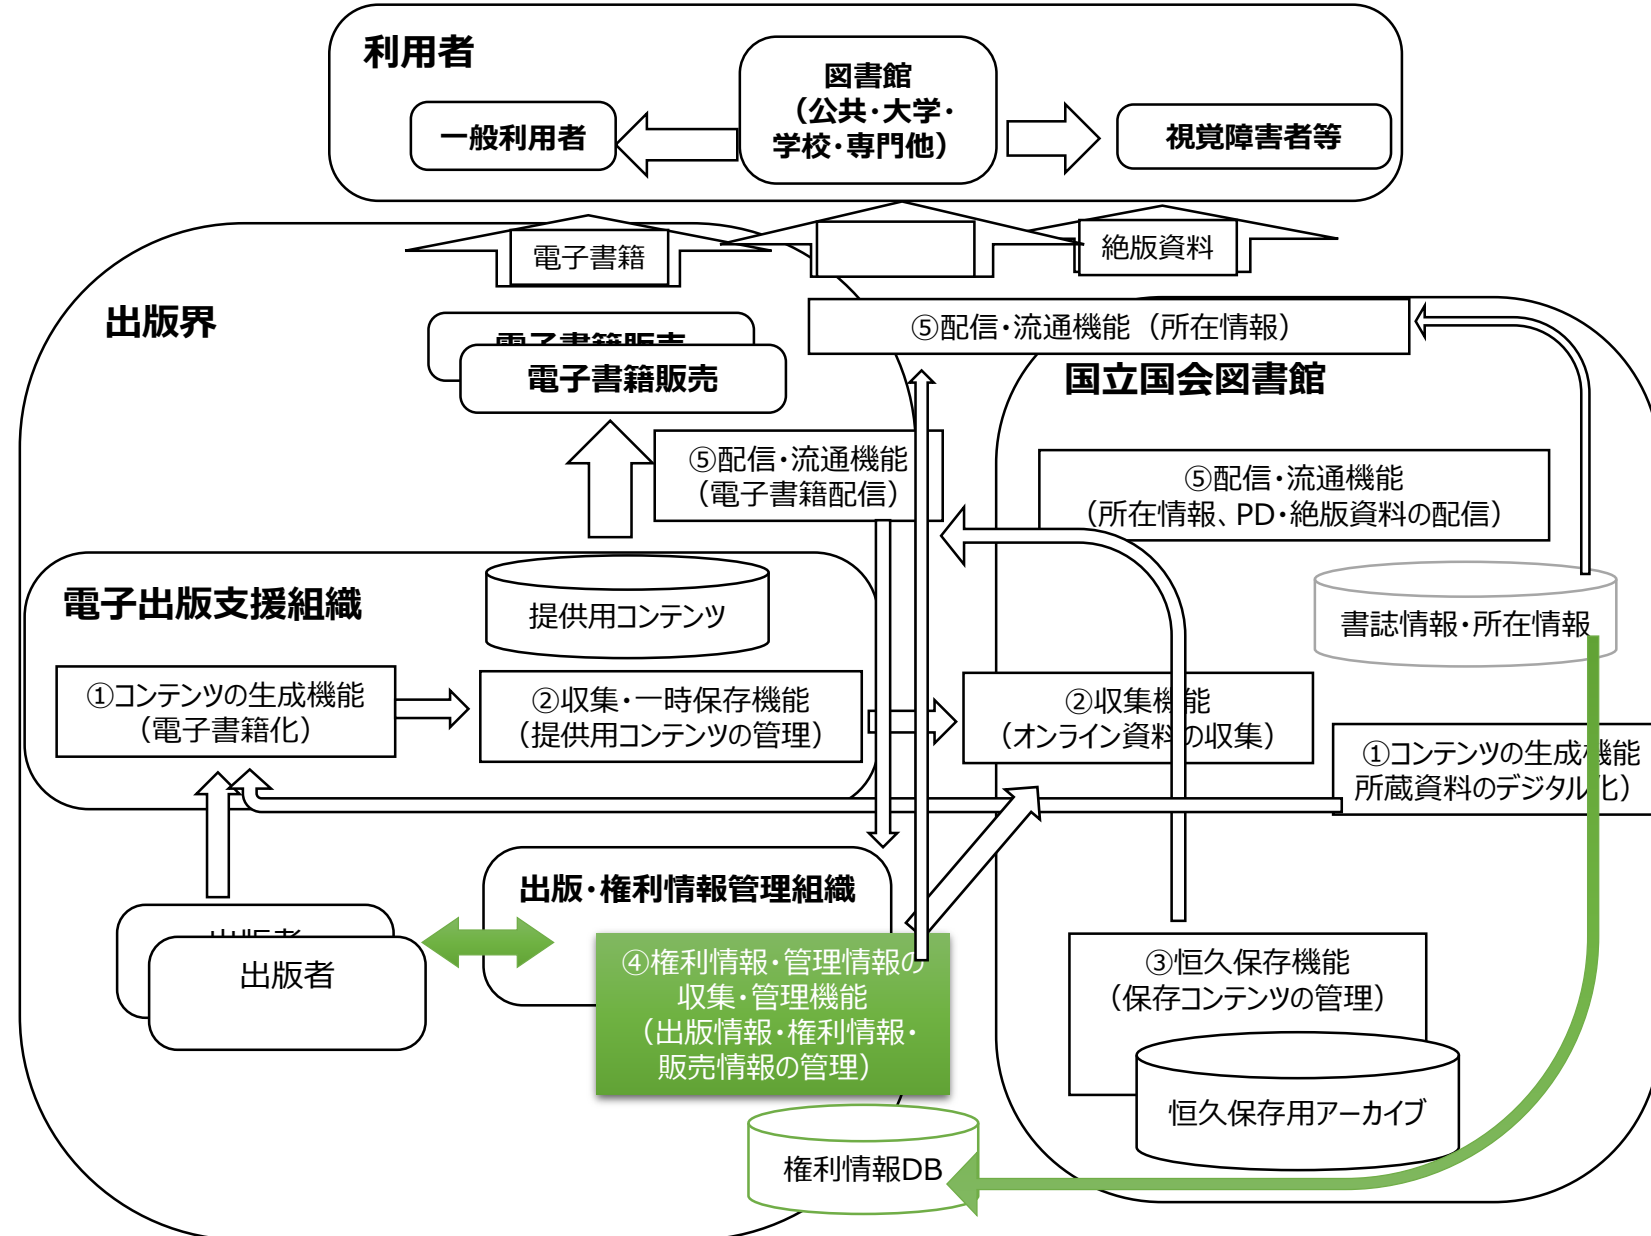 利用者
図書館
（公共・大学・
学校・専門他）
一般利用者
視覚障害者等
電子書籍
絶版資料
出版界
電子書籍販売
電子書籍販売
⑤配信・流通機能（所在情報）
国立国会図書館
⑤配信・流通機能
（電子書籍配信）
⑤配信・流通機能
（所在情報、PD・絶版資料の配信）
電子出版支援組織
提供用コンテンツ
書誌情報・所在情報
①コンテンツの生成機能
（電子書籍化）
②収集・一時保存機能
（提供用コンテンツの管理）
②収集機能
（オンライン資料の収集）
①コンテンツの生成機能
所蔵資料のデジタル化）
出版・権利情報管理組織
出版者
出版者
④権利情報・管理情報の
収集・管理機能
（出版情報・権利情報・
販売情報の管理）
③恒久保存機能
（保存コンテンツの管理）
恒久保存用アーカイブ
権利情報DB